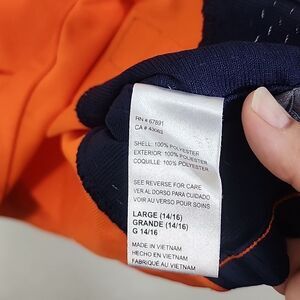 RN # 67891
CA # 43083
SHELL: 100% POLYESTER
EXTERIOR: 100% POLYESTER
COQUILLE: 100% POLYESTER
SEE REVERSE FOR CARE
VER AL DORSO PARA CUIDADO
VOIR AU VERSO POUR SOINS
LARGE (14/16)
GRANDE (14/16)
G 14/16
MADE IN VIETNAM
HECHO EN VIETNAM
FABRIQUÉ AU VIETNAM